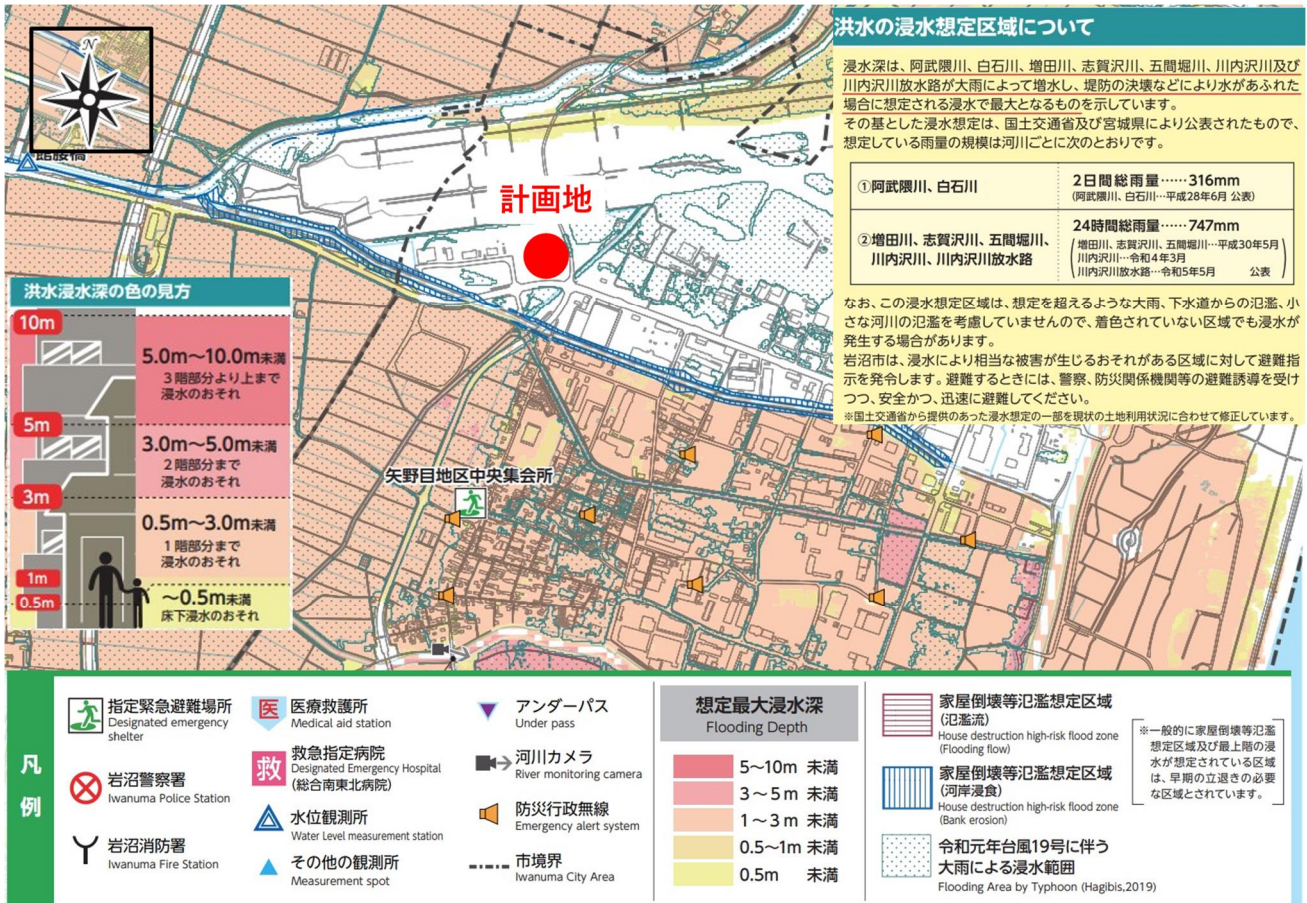 N
館腰橋
計画地
矢野目地区中央集会所
洪水の浸水想定区域について
浸水深は、阿武隈川、白石川、増田川、志賀沢川、五間堀川、川内沢川及び
川内沢川放水路が大雨によって増水し、堤防の決壊などにより水があふれた
場合に想定される浸水で最大となるものを示しています。
その基とした浸水想定は、国土交通省及び宮城県により公表されたもので、
想定している雨量の規模は河川ごとに次のとおりです。
①阿武隈川、白石川
2日間総雨量……316mm
(阿武隈川、白石川…平成28年6月 公表)
②増田川、志賀沢川、五間堀川、
川内沢川、川内沢川放水路
24時間総雨量……747mm
増田川、志賀沢川、五間堀川…平成30年5月
川内沢川…令和4年3月
川内沢川放水路…令和5年5月 公表
なお、この浸水想定区域は、想定を超えるような大雨、下水道からの氾濫、小
さな河川の氾濫を考慮していませんので、着色されていない区域でも浸水が
発生する場合があります。
岩沼市は、浸水により相当な被害が生じるおそれがある区域に対して避難指
示を発令します。避難するときには、警察、防災関係機関等の避難誘導を受け
つつ、安全かつ、迅速に避難してください。
※国土交通省から提供のあった浸水想定の一部を現状の土地利用状況に合わせて修正しています。
洪水浸水深の色の見方
10m
5.0m～10.0m未満
3階部分より上まで
浸水のおそれ
5m
3.0m～5.0m未満
2階部分まで
浸水のおそれ
3m
0.5m～3.0m未満
1階部分まで
浸水のおそれ
1m
0.5m
～0.5m未満
床下浸水のおそれ
凡例
指定緊急避難場所
Designated emergency
shelter
岩沼警察署
Iwanuma Police Station
岩沼消防署
Iwanuma Fire Station
医
医療救護所
Medical aid station
救
救急指定病院
Designated Emergency Hospital
(総合南東北病院)
水位観測所
Water Level measurement station
その他の観測所
Measurement spot
アンダーパス
Under pass
河川カメラ
River monitoring camera
防災行政無線
Emergency alert system
市境界
Iwanuma City Area
想定最大浸水深
Flooding Depth
5～10m 未満
3～5m 未満
1～3m 未満
0.5～1m 未満
0.5m 未満
家屋倒壊等氾濫想定区域
(氾濫流)
House destruction high-risk flood zone
(Flooding flow)
家屋倒壊等氾濫想定区域
(河岸浸食)
House destruction high-risk flood zone
(Bank erosion)
令和元年台風19号に伴う
大雨による浸水範囲
Flooding Area by Typhoon (Hagibis,2019)
※一般的に家屋倒壊等氾濫
想定区域及び最上階の浸
水が想定されている区域
は、早期の立退きの必要
な区域とされています。